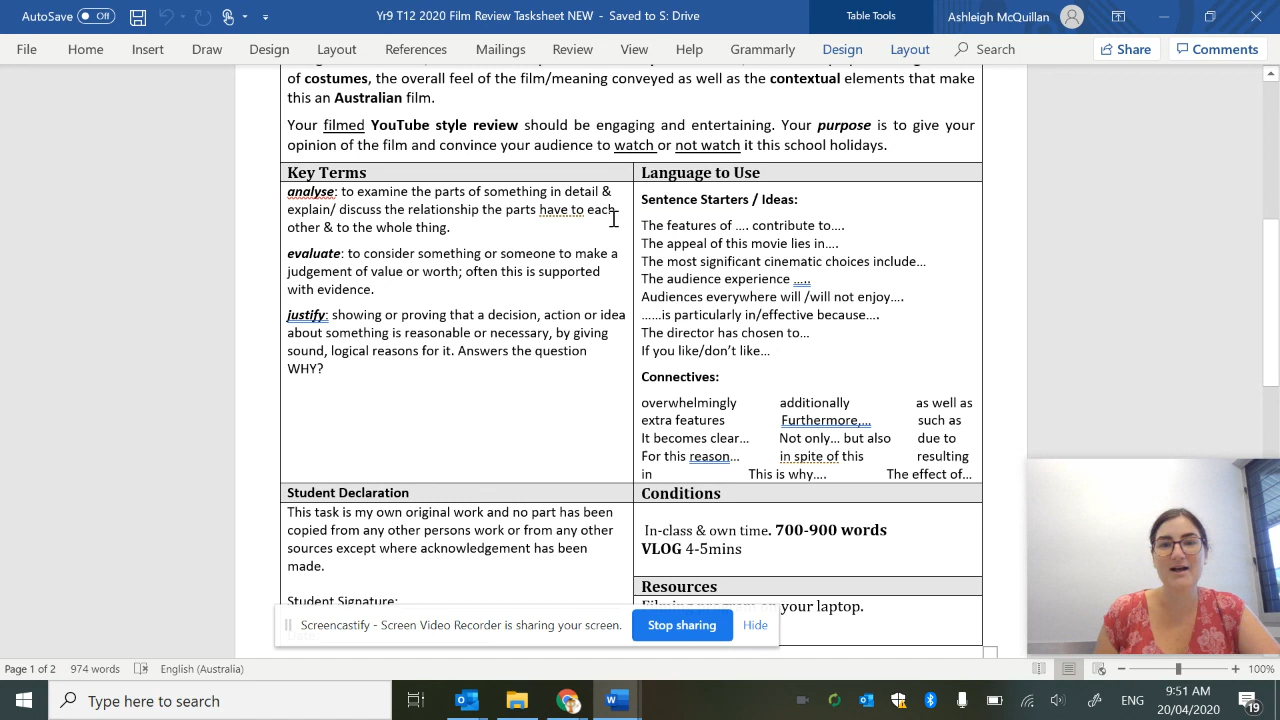 AutoSave Off Yr9 T12 2020 Film Review Tasksheet NEW - Saved to S: Drive Table Tools Ashleigh McQuillan
File Home Insert Draw Design Layout References Mailings Review View Help Grammarly Design Layout Search Share Comments
of costumes, the overall feel of the film/meaning conveyed as well as the contextual elements that make
this an Australian film.
Your filmed YouTube style review should be engaging and entertaining. Your purpose is to give your
opinion of the film and convince your audience to watch or not watch it this school holidays.
Key Terms
analyse: to examine the parts of something in detail &
explain/ discuss the relationship the parts have to each
other & to the whole thing.
evaluate: to consider something or someone to make a
judgement of value or worth; often this is supported
with evidence.
justify: showing or proving that a decision, action or idea
about something is reasonable or necessary, by giving
sound, logical reasons for it. Answers the question
WHY?
Language to Use
Sentence Starters / Ideas:
The features of …. contribute to….
The appeal of this movie lies in….
The most significant cinematic choices include…
The audience experience …..
Audiences everywhere will /will not enjoy….
……is particularly in/effective because….
The director has chosen to…
If you like/don't like…
Connectives:
overwhelmingly additionally as well as
extra features Furthermore,… such as
It becomes clear… Not only… but also due to
For this reason… in spite of this resulting
in This is why…. The effect of…
Student Declaration
This task is my own original work and no part has been
copied from any other persons work or from any other
sources except where acknowledgement has been
made.
Student Signature:
Conditions
In-class & own time. 700-900 words
VLOG 4-5mins
Resources
Filming program on your laptop.
Screencastify - Screen Video Recorder is sharing your screen. Stop sharing Hide
Page 1 of 2 974 words English (Australia) 100%
Type here to search ENG 9:51 AM
20/04/2020 19